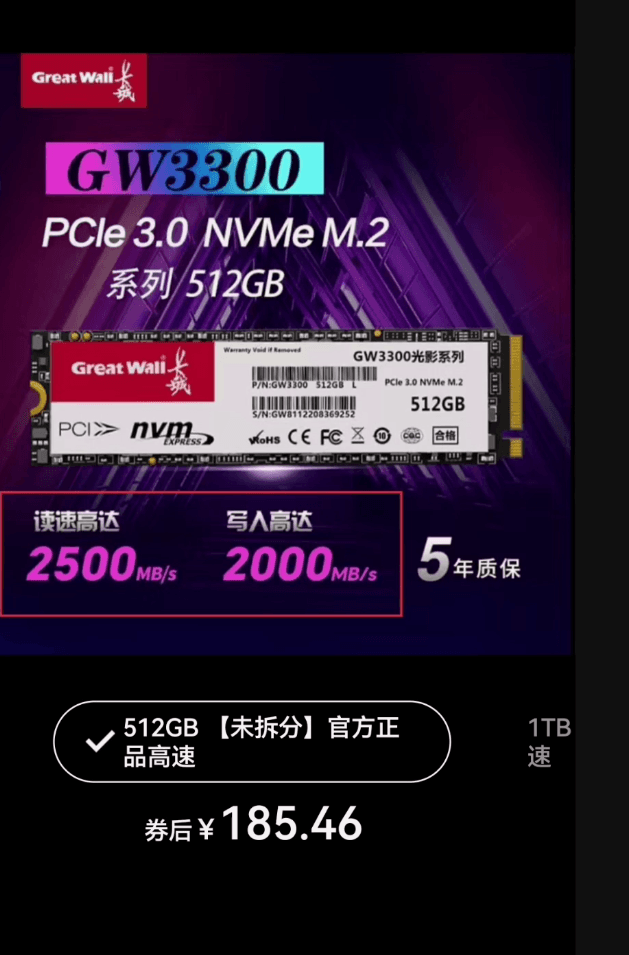 Great Wall 长城
GW3300
PCIe 3.0 NVMe M.2
系列 512GB
Warranty Void if Removed
Great Wall 长城
GW3300光影系列
P/N:GW3300 512GB L
PCIe 3.0 NVMe M.2
S/N:GW8112208369252
512GB
PCI
nvm EXPRESS
RoHS CE FC 10 CQC 合格
读速高达 写入高达
2500MB/s 2000MB/s
5年质保
512GB 【未拆分】官方正
品高速
1TB
速
券后¥185.46